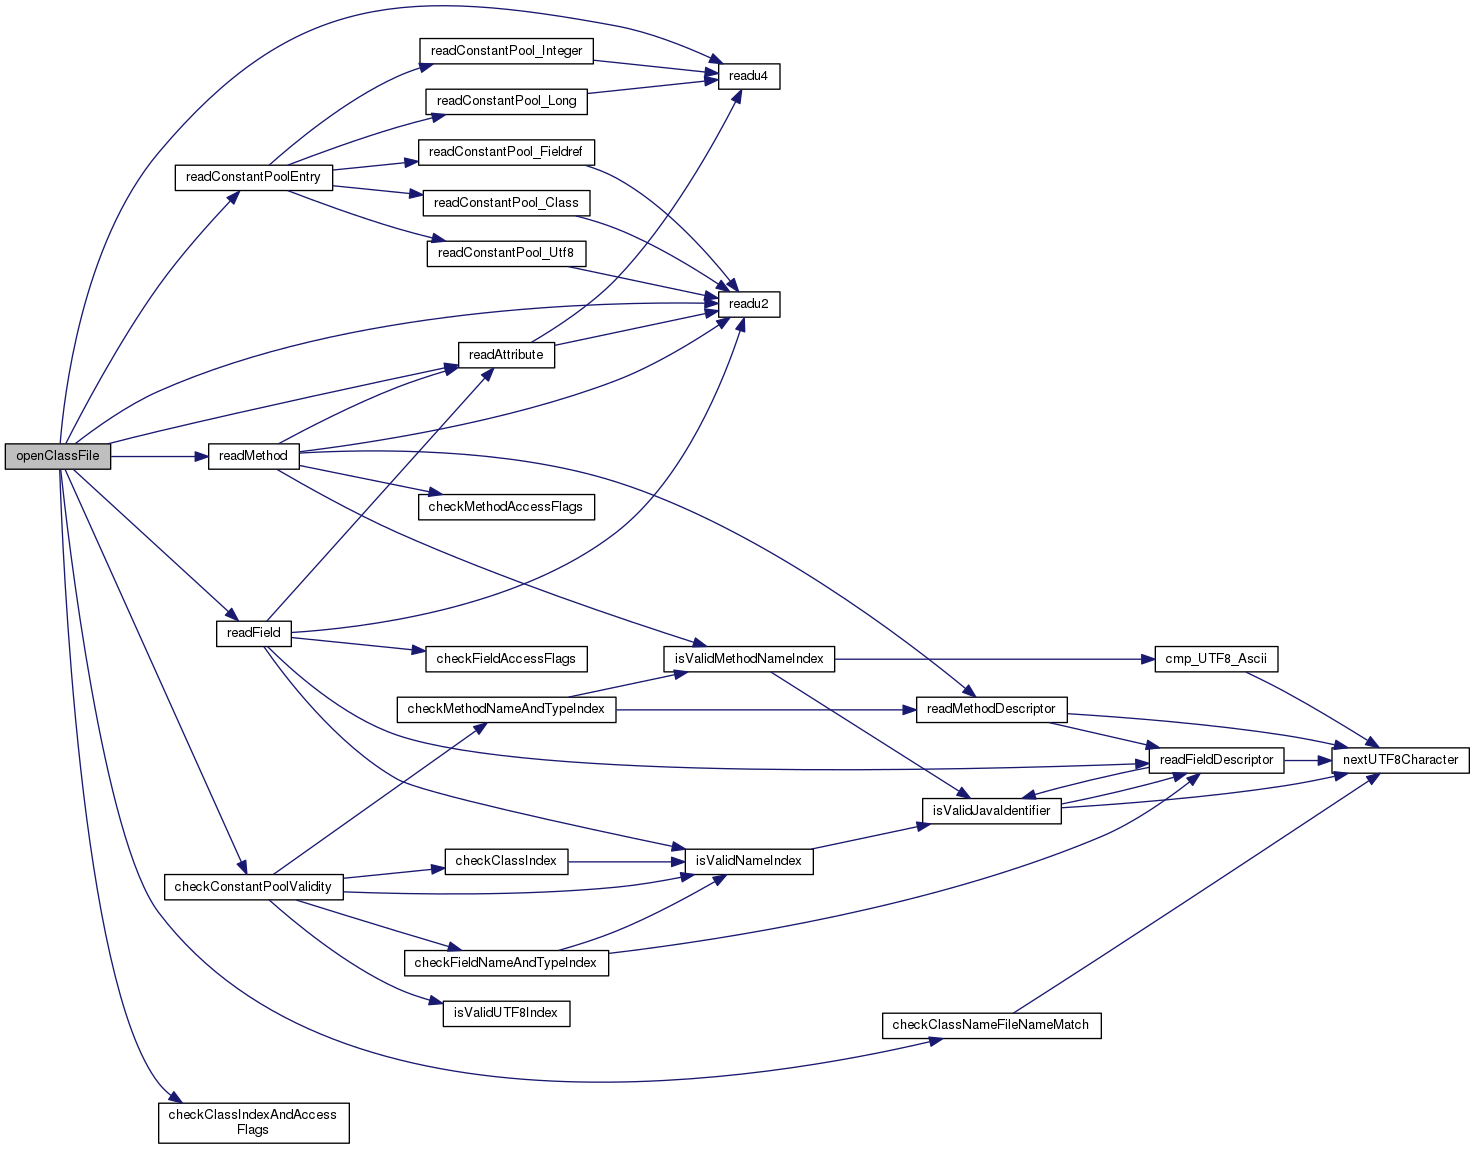 readConstantPool_Integer
readu4
readConstantPool_Long
readConstantPool_Fieldref
readConstantPoolEntry
readConstantPool_Class
readConstantPool_Utf8
readu2
readAttribute
openClassFile
readMethod
checkMethodAccessFlags
readField
checkFieldAccessFlags
isValidMethodNameIndex
cmp_UTF8_Ascii
checkMethodNameAndTypeIndex
readMethodDescriptor
readFieldDescriptor
nextUTF8Character
isValidJavaIdentifier
checkClassIndex
isValidNameIndex
checkConstantPoolValidity
checkFieldNameAndTypeIndex
isValidUTF8Index
checkClassNameFileNameMatch
checkClassIndexAndAccess
Flags